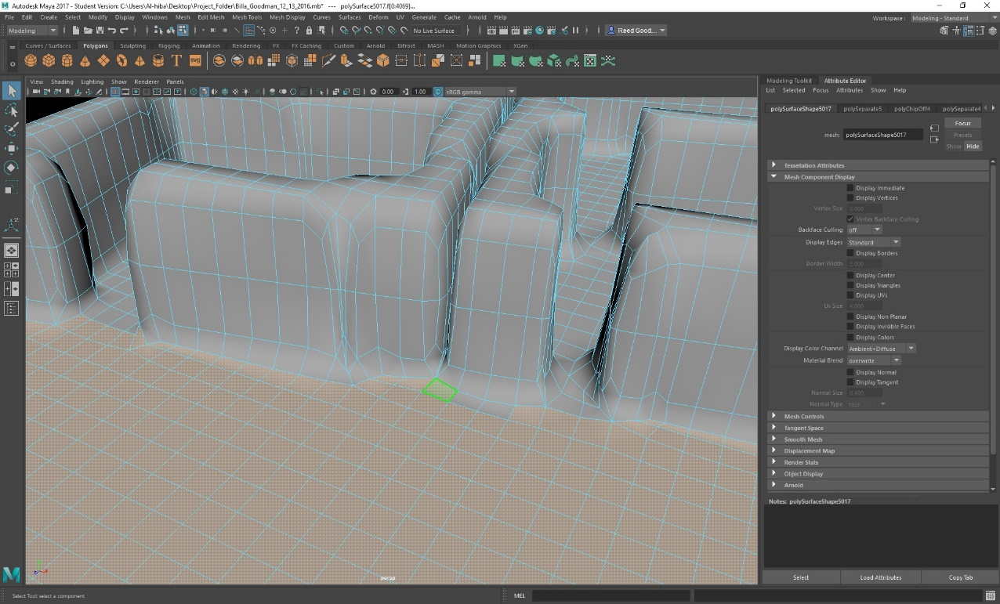 Autodesk Maya 2017 - Student Version: C:\Users\Al-hiba\Desktop\Project_Folder\Billa_Goodman_12_13_2016.mb* --- polySurface5017.f[0:4069]...
File Edit Create Select Modify Display Windows Mesh Edit Mesh Mesh Tools Mesh Display Curves Surfaces Deform UV Generate Cache Arnold Help
Workspace : Modeling - Standard
Modeling No Live Surface Reed Good...
Curves / Surfaces Polygons Sculpting Rigging Animation Rendering FX FX Caching Custom Arnold Bifrost MASH Motion Graphics XGen
T svg
View Shading Lighting Show Renderer Panels
0.00 1.00 sRGB gamma
persp
Modeling Toolkit Attribute Editor
List Selected Focus Attributes Show Help
polySurfaceShape5017 polySeparate5 polyChipOff4 polySeparate4
Focus
mesh: polySurfaceShape5017 Presets
Show Hide
Tessellation Attributes
Mesh Component Display
Display Immediate
Display Vertices
Vertex Size 3.000
Vertex Backface Culling
Backface Culling off
Display Edges Standard
Display Borders
Border Width 2.000
Display Center
Display Triangles
Display UVs
Uv Size 4.000
Display Non Planar
Display Invisible Faces
Display Colors
Display Color Channel Ambient+Diffuse
Material Blend overwrite
Display Normal
Display Tangent
Normal Size 0.400
Normal Type face
Mesh Controls
Tangent Space
Smooth Mesh
Displacement Map
Render Stats
Object Display
Arnold
Notes: polySurfaceShape5017
Select Load Attributes Copy Tab
Select Tool: select a component
MEL